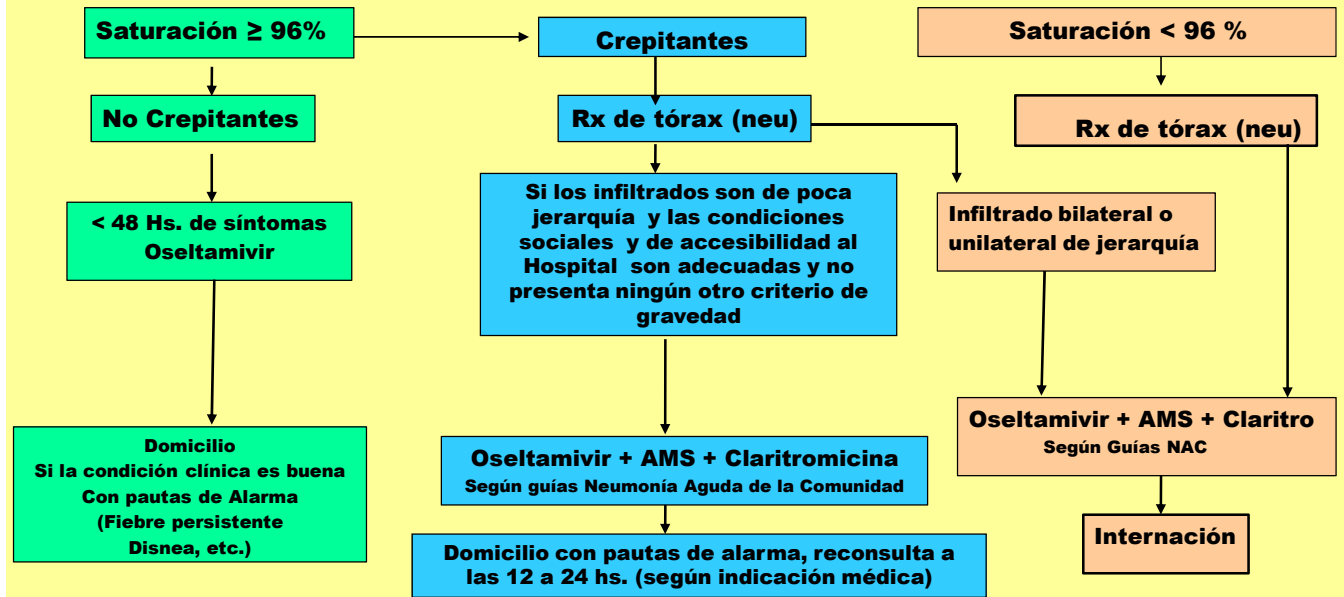 Saturación ≥ 96%
No Crepitantes
< 48 Hs. de síntomas
Oseltamivir
Domicilio
Si la condición clínica es buena
Con pautas de Alarma
(Fiebre persistente
Disnea, etc.)
Crepitantes
Rx de tórax (neu)
Si los infiltrados son de poca
jerarquía y las condiciones
sociales y de accesibilidad al
Hospital son adecuadas y no
presenta ningún otro criterio de
gravedad
Oseltamivir + AMS + Claritromicina
Según guías Neumonía Aguda de la Comunidad
Domicilio con pautas de alarma, reconsulta a
las 12 a 24 hs. (según indicación médica)
Saturación < 96 %
Rx de tórax (neu)
Infiltrado bilateral o
unilateral de jerarquía
Oseltamivir + AMS + Claritro
Según Guías NAC
Internación